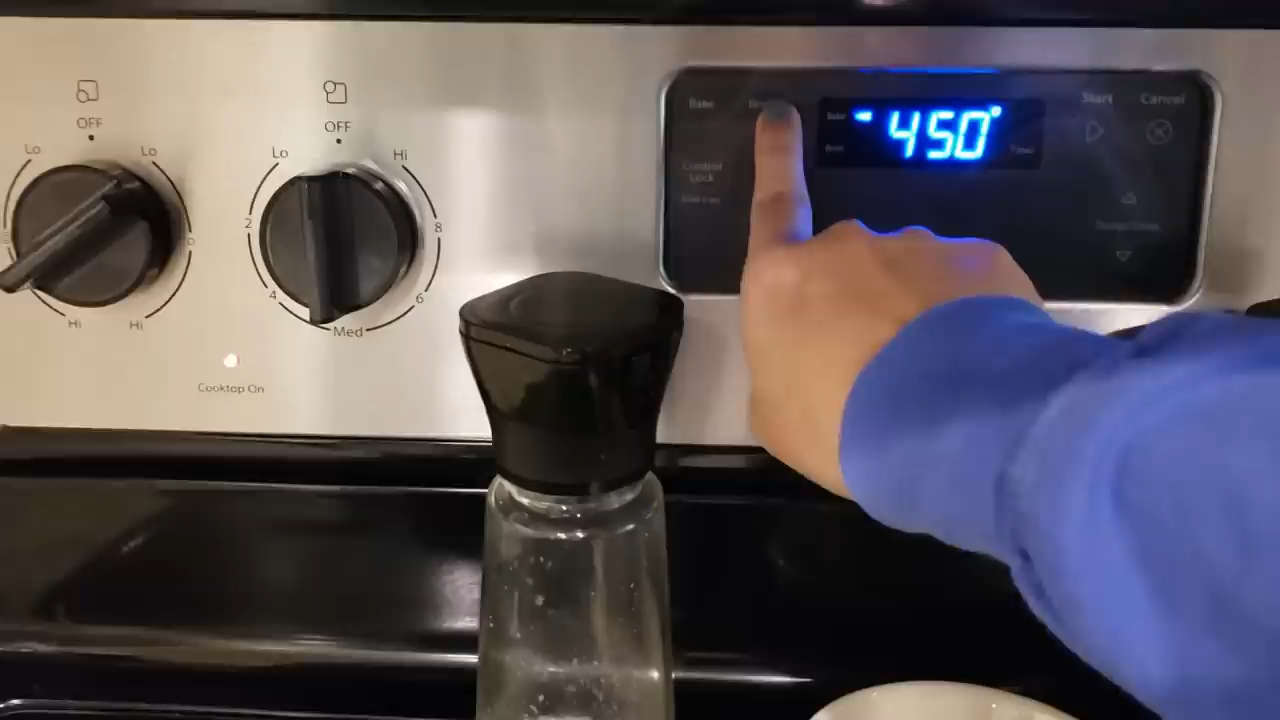 OFF
Lo
Lo
Hi
Hi
OFF
Lo
Hi
2
8
4
6
Med
Cooktop On
Bake
Control
Lock
450°
Start
Cancel